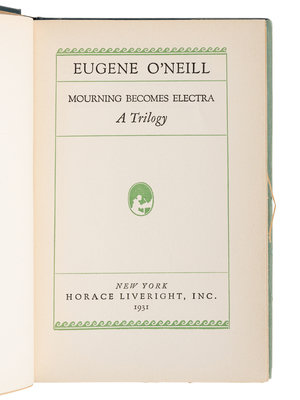 EUGENE O'NEILL
MOURNING BECOMES ELECTRA
A Trilogy
NEW YORK
HORACE LIVERIGHT, INC.
1931